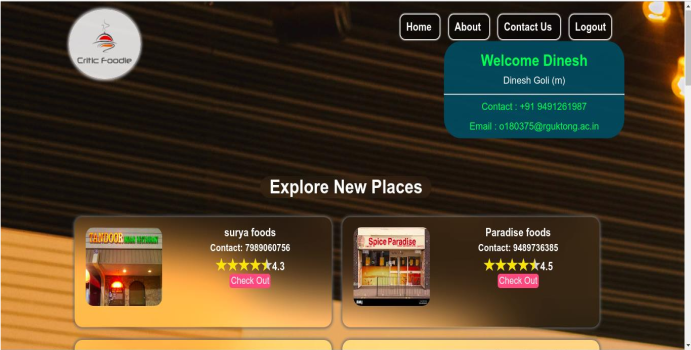 Critic Foodie
Home
About
Contact Us
Logout
Welcome Dinesh
Dinesh Goli (m)
Contact : +91 9491261987
Email : o180375@rguktong.ac.in
Explore New Places
TANDOOR
surya foods
Contact: 7989060756
4.3
Check Out
Spice Paradise
Paradise foods
Contact: 9489736385
4.5
Check Out